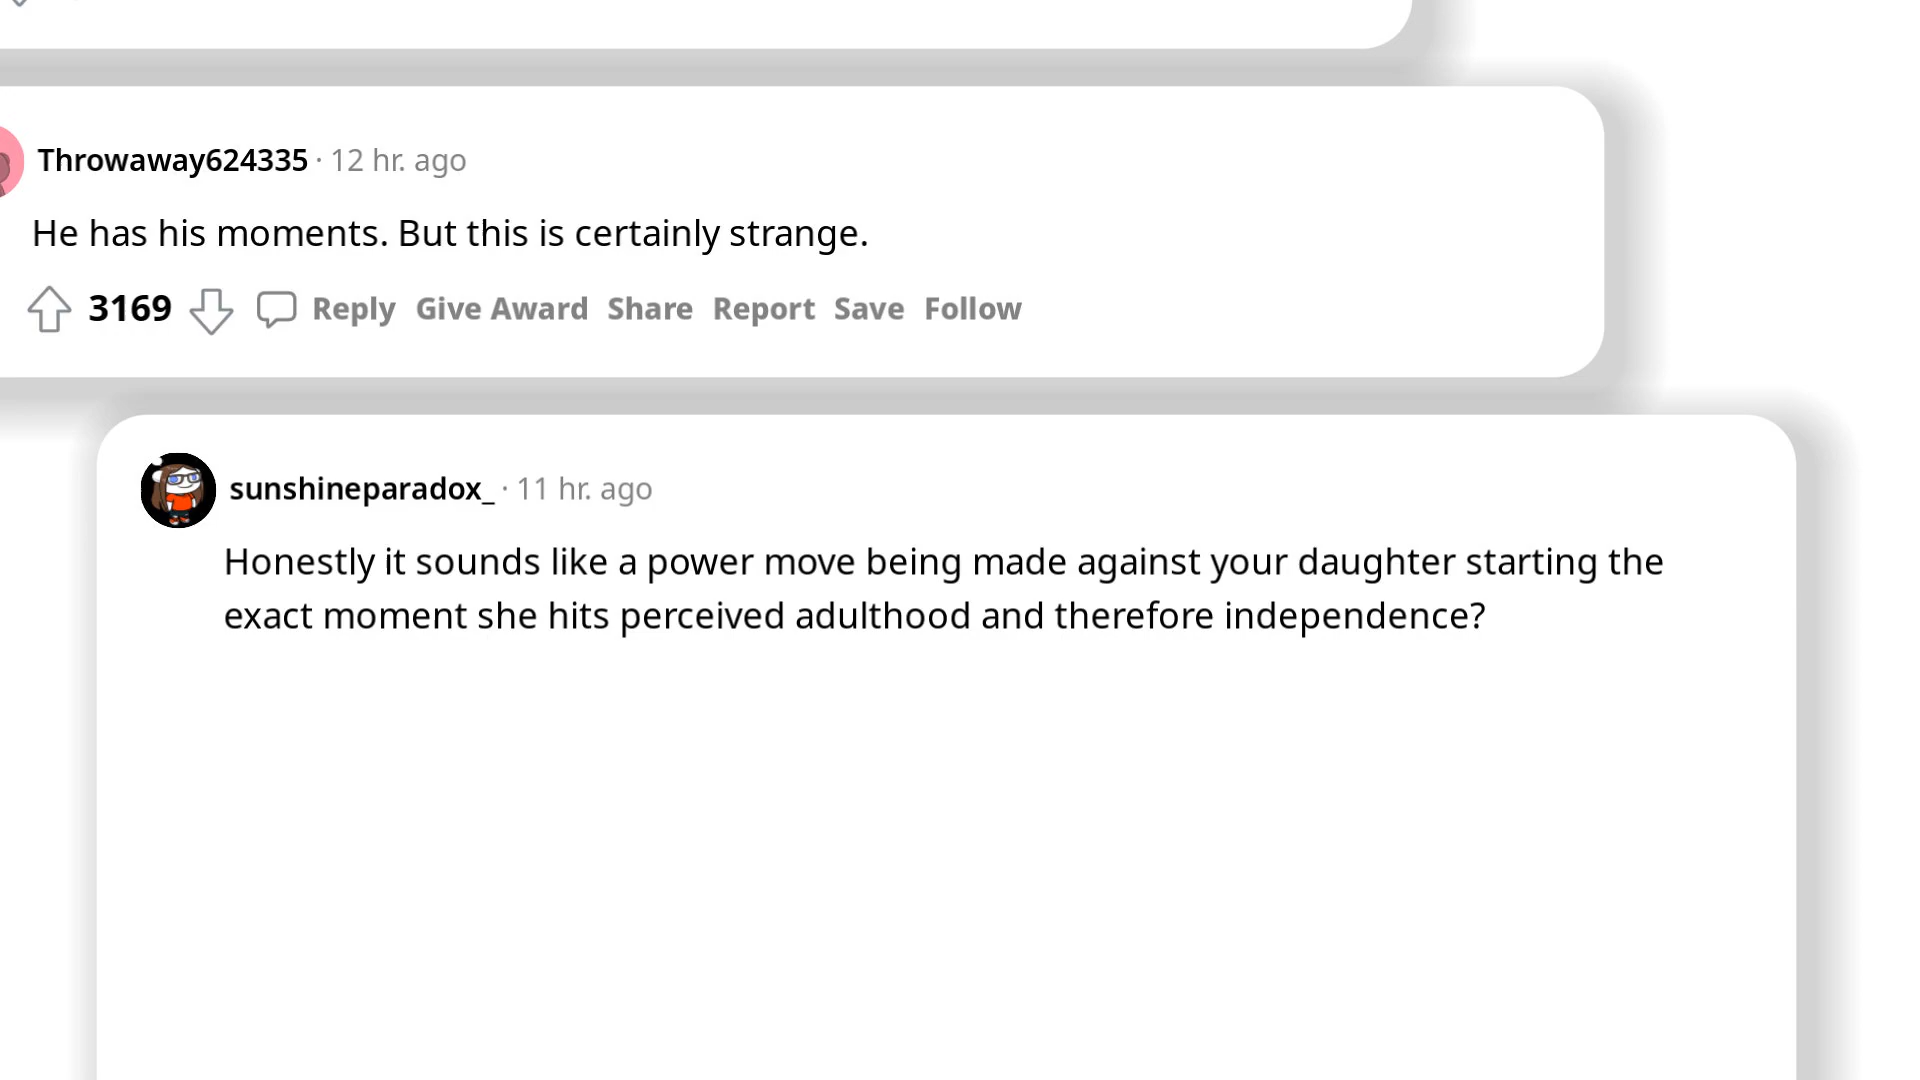 Throwaway624335 · 12 hr. ago
He has his moments. But this is certainly strange.
3169 Reply Give Award Share Report Save Follow
sunshineparadox_ · 11 hr. ago
Honestly it sounds like a power move being made against your daughter starting the
exact moment she hits perceived adulthood and therefore independence?